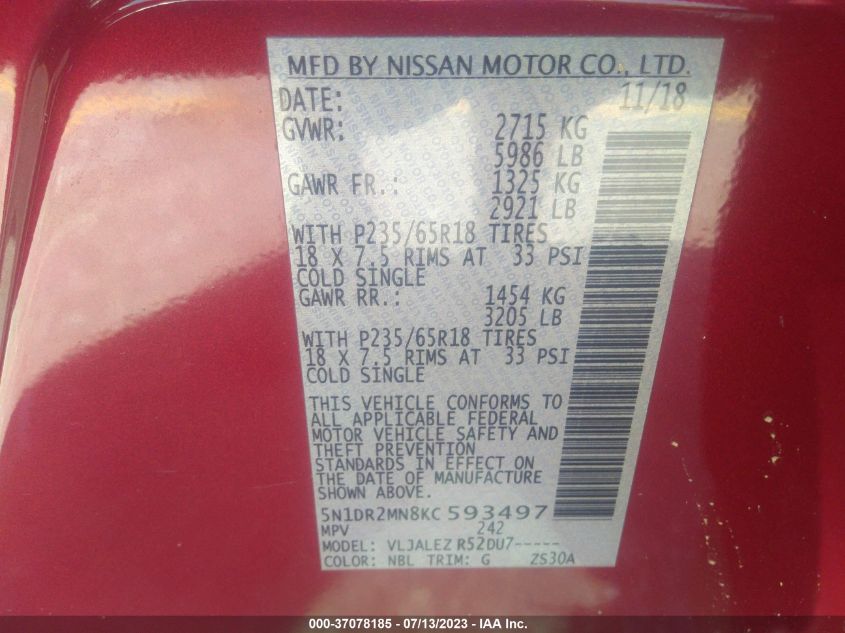 MFD BY NISSAN MOTOR CO., LTD.
DATE: 11/18
GVWR: 2715 KG
5986 LB
GAWR FR.: 1325 KG
2921 LB
WITH P235/65R18 TIRES
18 X 7.5 RIMS AT 33 PSI
COLD SINGLE
GAWR RR.: 1454 KG
3205 LB
WITH P235/65R18 TIRES
18 X 7.5 RIMS AT 33 PSI
COLD SINGLE
THIS VEHICLE CONFORMS TO
ALL APPLICABLE FEDERAL
MOTOR VEHICLE SAFETY AND
THEFT PREVENTION
STANDARDS IN EFFECT ON
THE DATE OF MANUFACTURE
SHOWN ABOVE.
5N1DR2MN8KC 593497
MPV 242
MODEL: VLJALEZ R52DU7-----
COLOR: NBL TRIM: G ZS30A
000-37078185 - 07/13/2023 - IAA Inc.